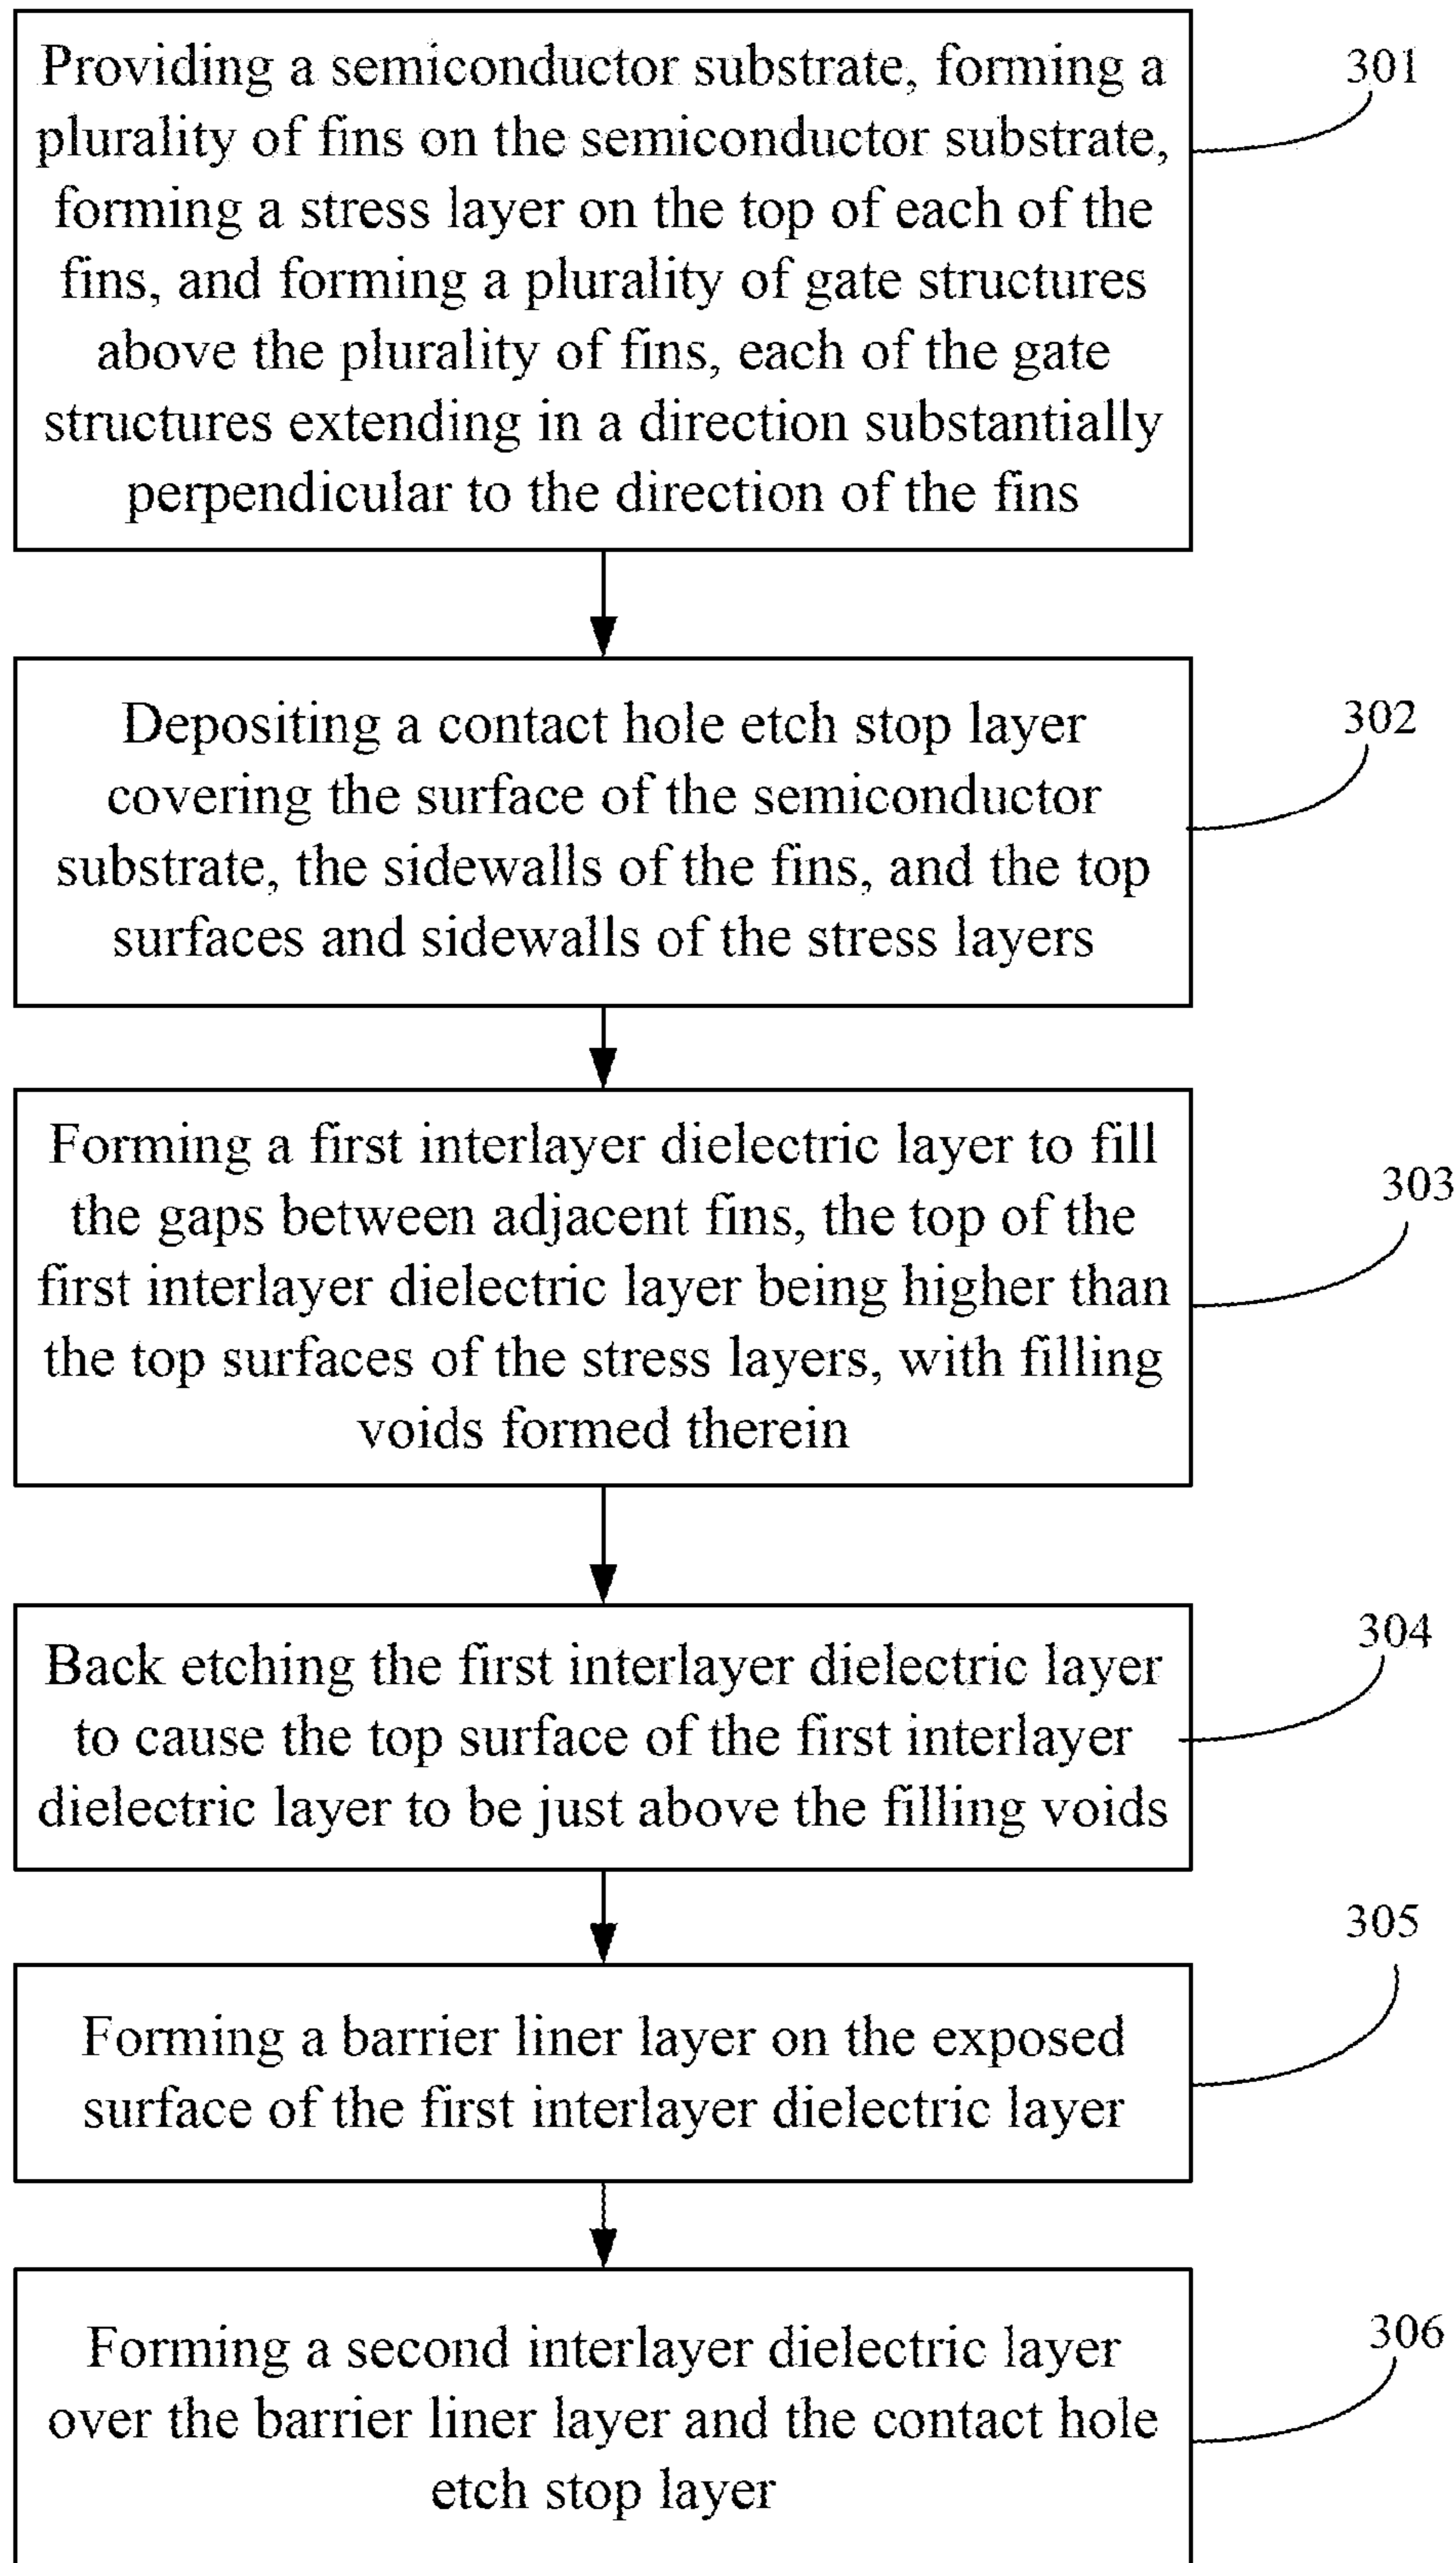 Providing a semiconductor substrate, forming a
plurality of fins on the semiconductor substrate,
forming a stress layer on the top of each of the
fins, and forming a plurality of gate structures
above the plurality of fins, each of the gate
structures extending in a direction substantially
perpendicular to the direction of the fins
301
Depositing a contact hole etch stop layer
covering the surface of the semiconductor
substrate, the sidewalls of the fins, and the top
surfaces and sidewalls of the stress layers
302
Forming a first interlayer dielectric layer to fill
the gaps between adjacent fins, the top of the
first interlayer dielectric layer being higher than
the top surfaces of the stress layers, with filling
voids formed therein
303
Back etching the first interlayer dielectric layer
to cause the top surface of the first interlayer
dielectric layer to be just above the filling voids
304
Forming a barrier liner layer on the exposed
surface of the first interlayer dielectric layer
305
Forming a second interlayer dielectric layer
over the barrier liner layer and the contact hole
etch stop layer
306